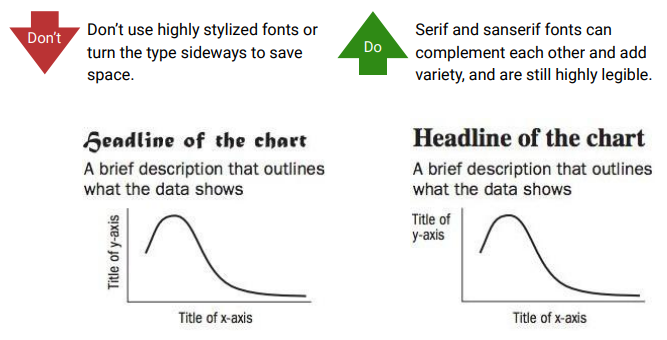 Don't
Don't use highly stylized fonts or
turn the type sideways to save
space.
Headline of the chart
A brief description that outlines
what the data shows
Title of y-axis
Title of x-axis
Do
Serif and sanserif fonts can
complement each other and add
variety, and are still highly legible.
Headline of the chart
A brief description that outlines
what the data shows
Title of
y-axis
Title of x-axis